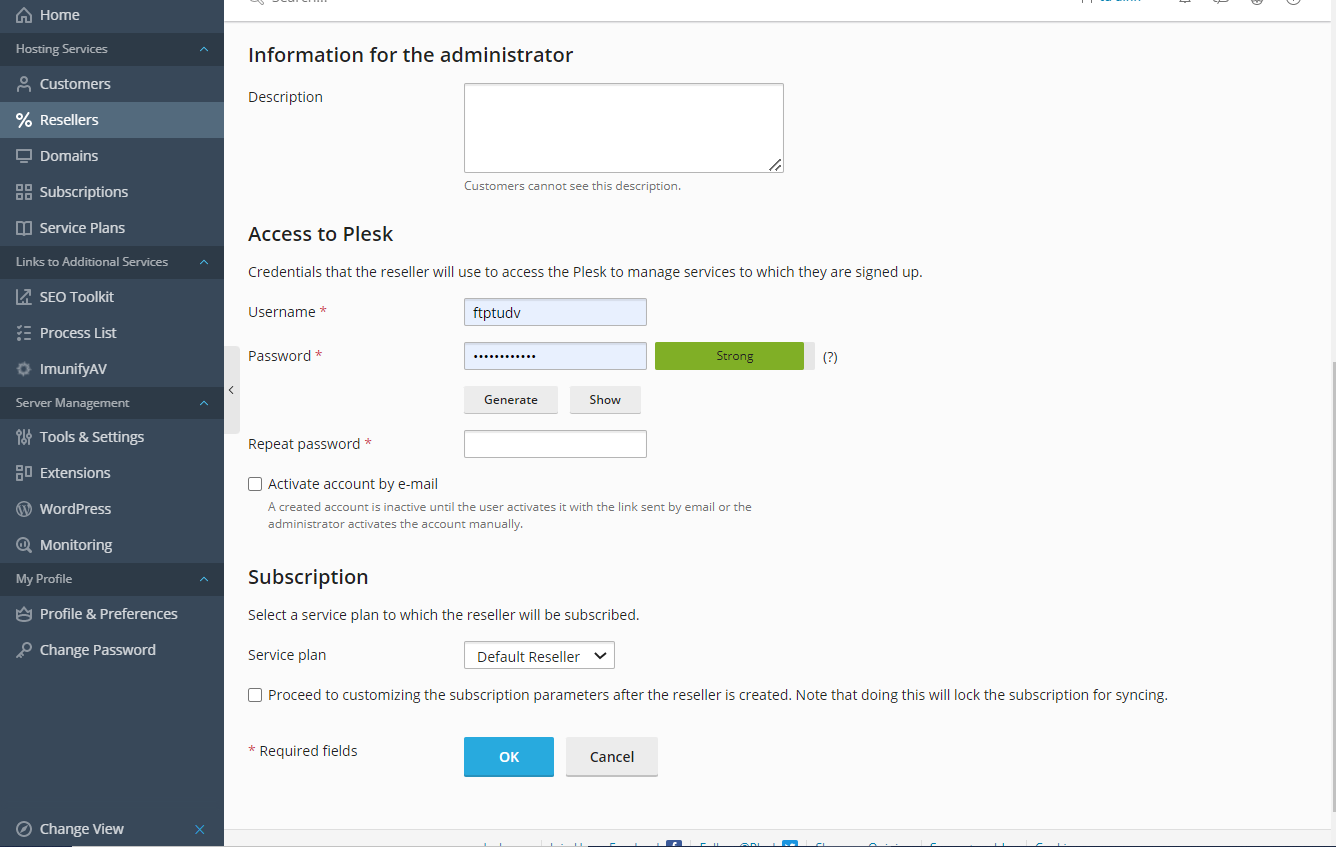 Home
Hosting Services
Customers
Resellers
Domains
Subscriptions
Service Plans
Links to Additional Services
SEO Toolkit
Process List
ImunifyAV
Server Management
Tools & Settings
Extensions
WordPress
Monitoring
My Profile
Profile & Preferences
Change Password
Change View
Search...
Information for the administrator
Description
Customers cannot see this description.
Access to Plesk
Credentials that the reseller will use to access the Plesk to manage services to which they are signed up.
Username *
ftptudv
Password *
••••••••••••
Strong
(?)
Generate
Show
Repeat password *
Activate account by e-mail
A created account is inactive until the user activates it with the link sent by email or the
administrator activates the account manually.
Subscription
Select a service plan to which the reseller will be subscribed.
Service plan
Default Reseller
Proceed to customizing the subscription parameters after the reseller is created. Note that doing this will lock the subscription for syncing.
* Required fields
OK
Cancel